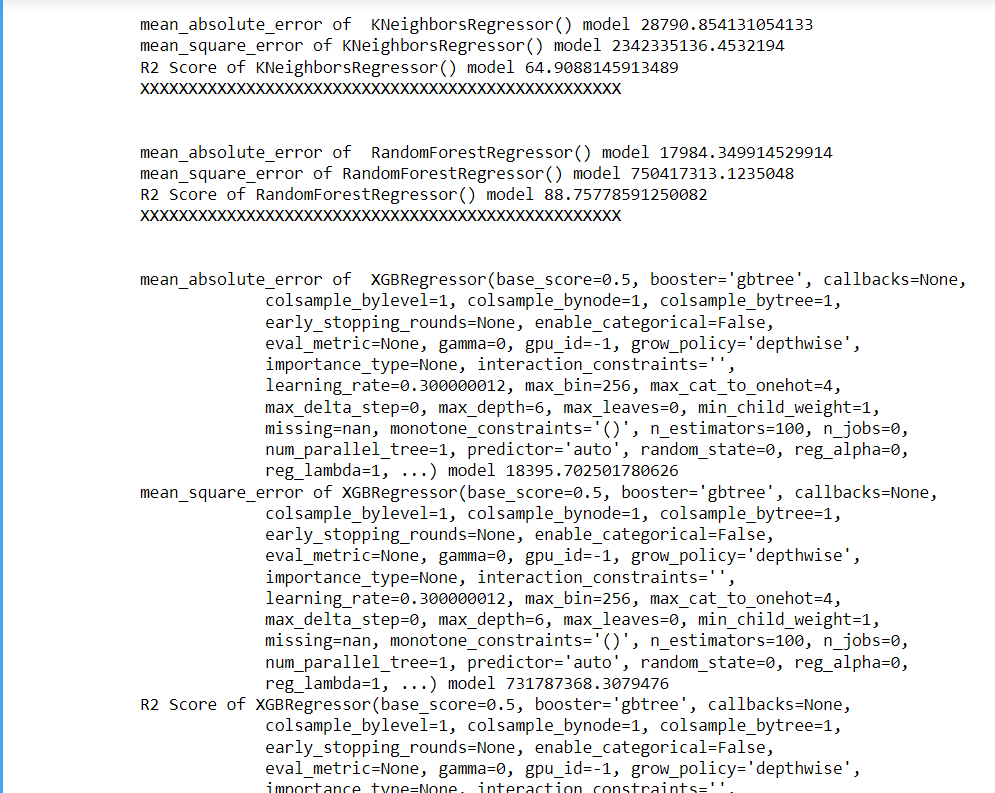 mean_absolute_error of  KNeighborsRegressor() model 28790.854131054133
mean_square_error of KNeighborsRegressor() model 2342335136.4532194
R2 Score of KNeighborsRegressor() model 64.9088145913489
XXXXXXXXXXXXXXXXXXXXXXXXXXXXXXXXXXXXXXXXXXXXXXXXXX
mean_absolute_error of  RandomForestRegressor() model 17984.349914529914
mean_square_error of RandomForestRegressor() model 750417313.1235048
R2 Score of RandomForestRegressor() model 88.75778591250082
XXXXXXXXXXXXXXXXXXXXXXXXXXXXXXXXXXXXXXXXXXXXXXXXXX
mean_absolute_error of  XGBRegressor(base_score=0.5, booster='gbtree', callbacks=None,
colsample_bylevel=1, colsample_bynode=1, colsample_bytree=1,
early_stopping_rounds=None, enable_categorical=False,
eval_metric=None, gamma=0, gpu_id=-1, grow_policy='depthwise',
importance_type=None, interaction_constraints='',
learning_rate=0.300000012, max_bin=256, max_cat_to_onehot=4,
max_delta_step=0, max_depth=6, max_leaves=0, min_child_weight=1,
missing=nan, monotone_constraints='()', n_estimators=100, n_jobs=0,
num_parallel_tree=1, predictor='auto', random_state=0, reg_alpha=0,
reg_lambda=1, ...) model 18395.702501780626
mean_square_error of XGBRegressor(base_score=0.5, booster='gbtree', callbacks=None,
colsample_bylevel=1, colsample_bynode=1, colsample_bytree=1,
early_stopping_rounds=None, enable_categorical=False,
eval_metric=None, gamma=0, gpu_id=-1, grow_policy='depthwise',
importance_type=None, interaction_constraints='',
learning_rate=0.300000012, max_bin=256, max_cat_to_onehot=4,
max_delta_step=0, max_depth=6, max_leaves=0, min_child_weight=1,
missing=nan, monotone_constraints='()', n_estimators=100, n_jobs=0,
num_parallel_tree=1, predictor='auto', random_state=0, reg_alpha=0,
reg_lambda=1, ...) model 731787368.3079476
R2 Score of XGBRegressor(base_score=0.5, booster='gbtree', callbacks=None,
colsample_bylevel=1, colsample_bynode=1, colsample_bytree=1,
early_stopping_rounds=None, enable_categorical=False,
eval_metric=None, gamma=0, gpu_id=-1, grow_policy='depthwise',
importance_type=None, interaction_constraints='',